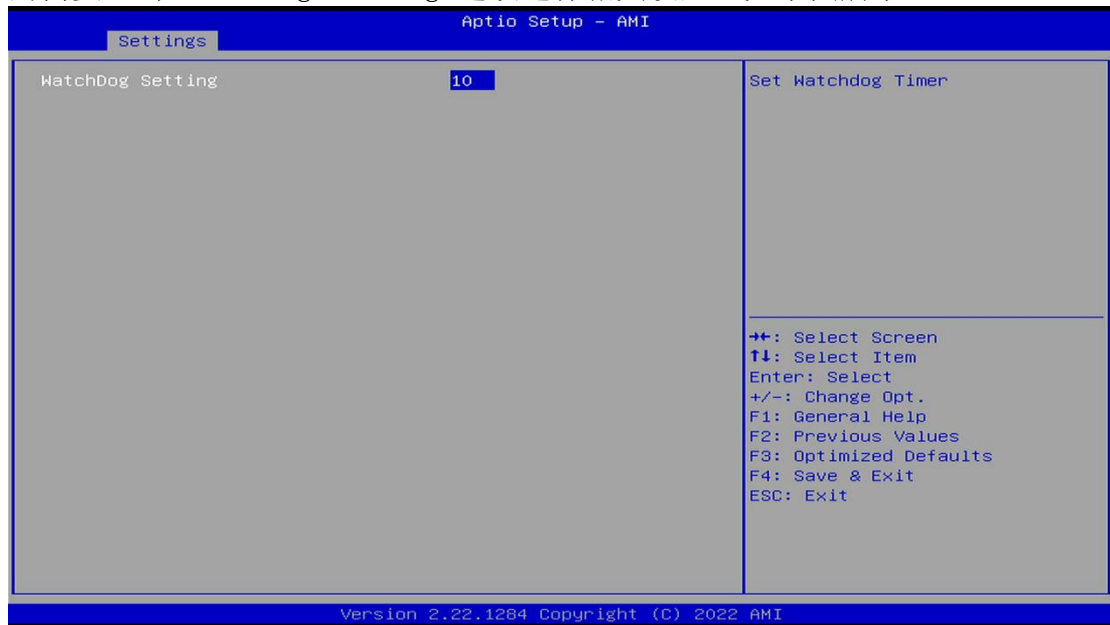 Aptio Setup – AMI
Settings
WatchDog Setting 10
Set Watchdog Timer
→←: Select Screen
↑↓: Select Item
Enter: Select
+/-: Change Opt.
F1: General Help
F2: Previous Values
F3: Optimized Defaults
F4: Save & Exit
ESC: Exit
Version 2.22.1284 Copyright (C) 2022 AMI